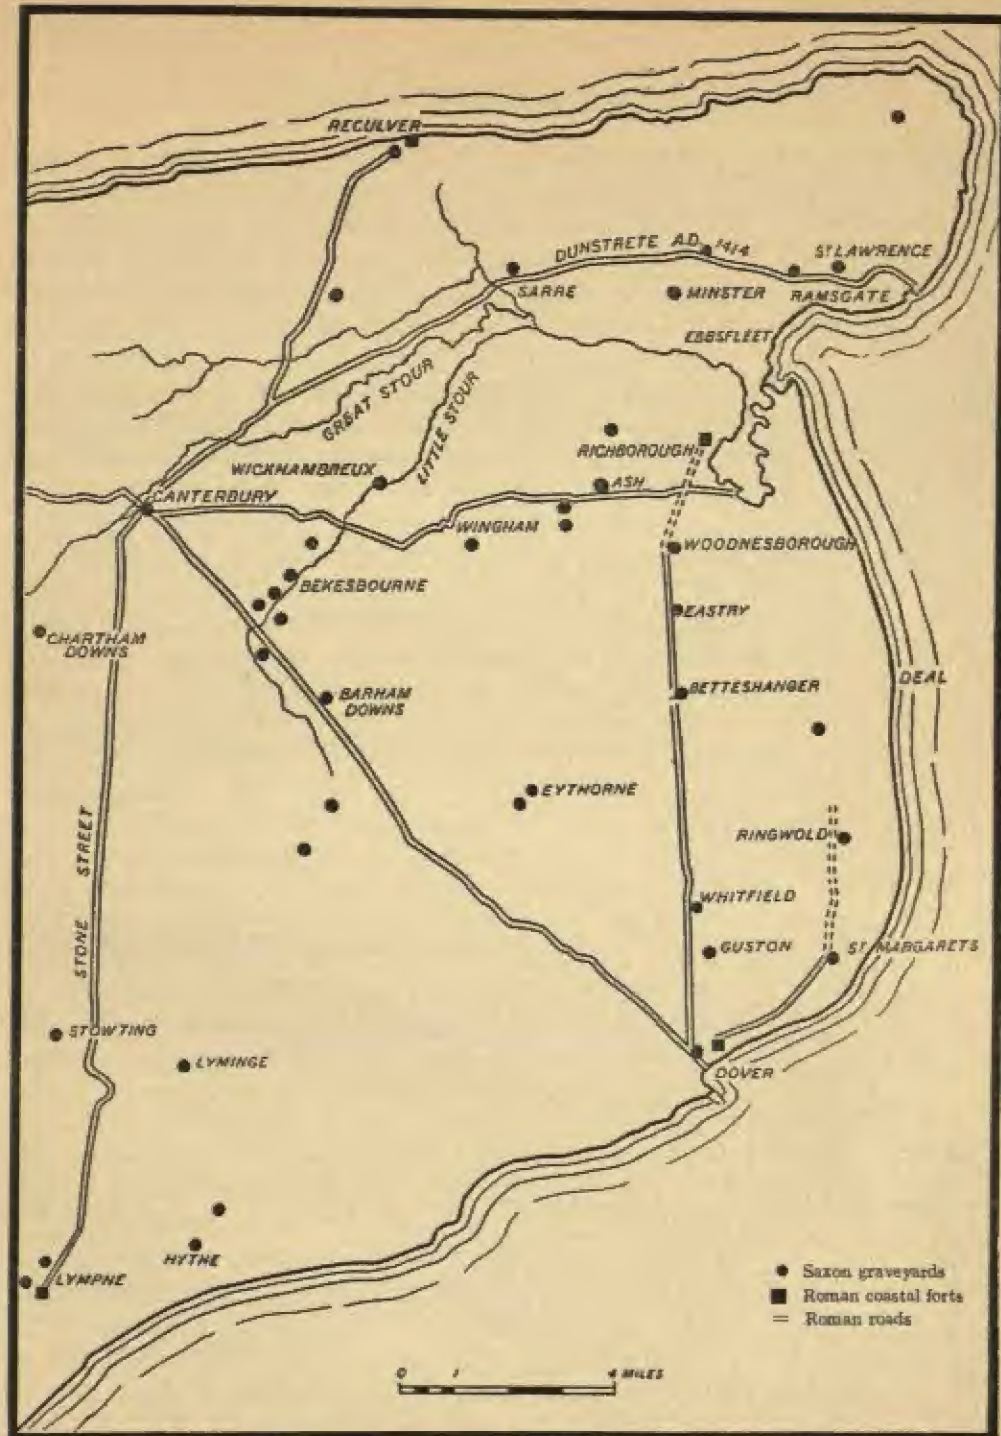 RECULVER
DUNSTRETE A.D. 1414
ST LAWRENCE
SARRE
MINSTER
RAMSGATE
EBBSFLEET
GREAT STOUR
LITTLE STOUR
RICHBOROUGH
WICKHAMBREUX
ASH
CANTERBURY
WINGHAM
WOODNESBOROUGH
BEKESBOURNE
EASTRY
CHARTHAM
DOWNS
DEAL
BETTESHANGER
BARHAM
DOWNS
EYTHORNE
STONE STREET
RINGWOLD
WHITFIELD
GUSTON
ST MARGARETS
STOWTING
LYMINGE
DOVER
HYTHE
LYMPNE
Saxon graveyards
Roman coastal forts
Roman roads
0 1 4 MILES